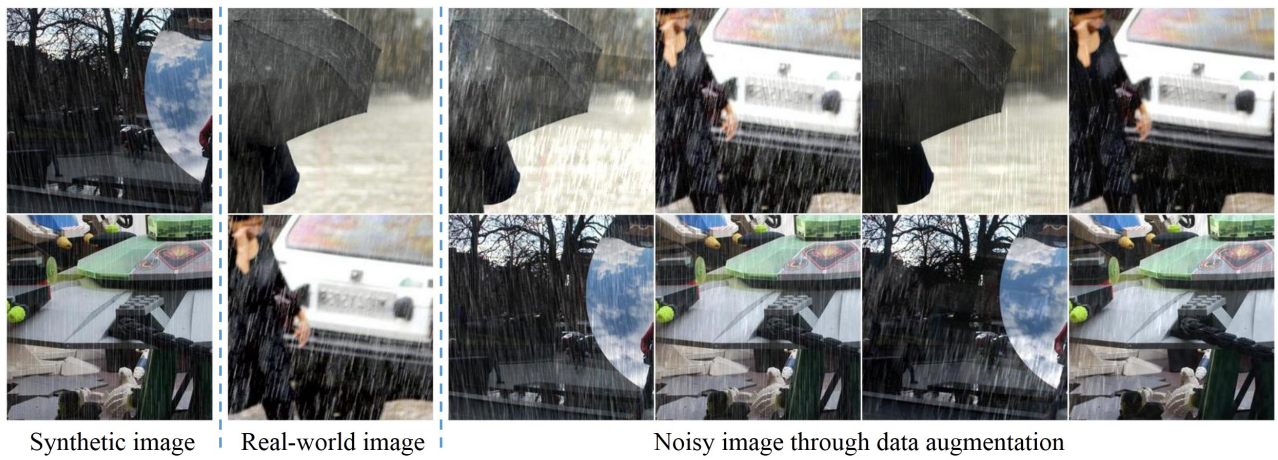 Synthetic image
Real-world image
Noisy image through data augmentation